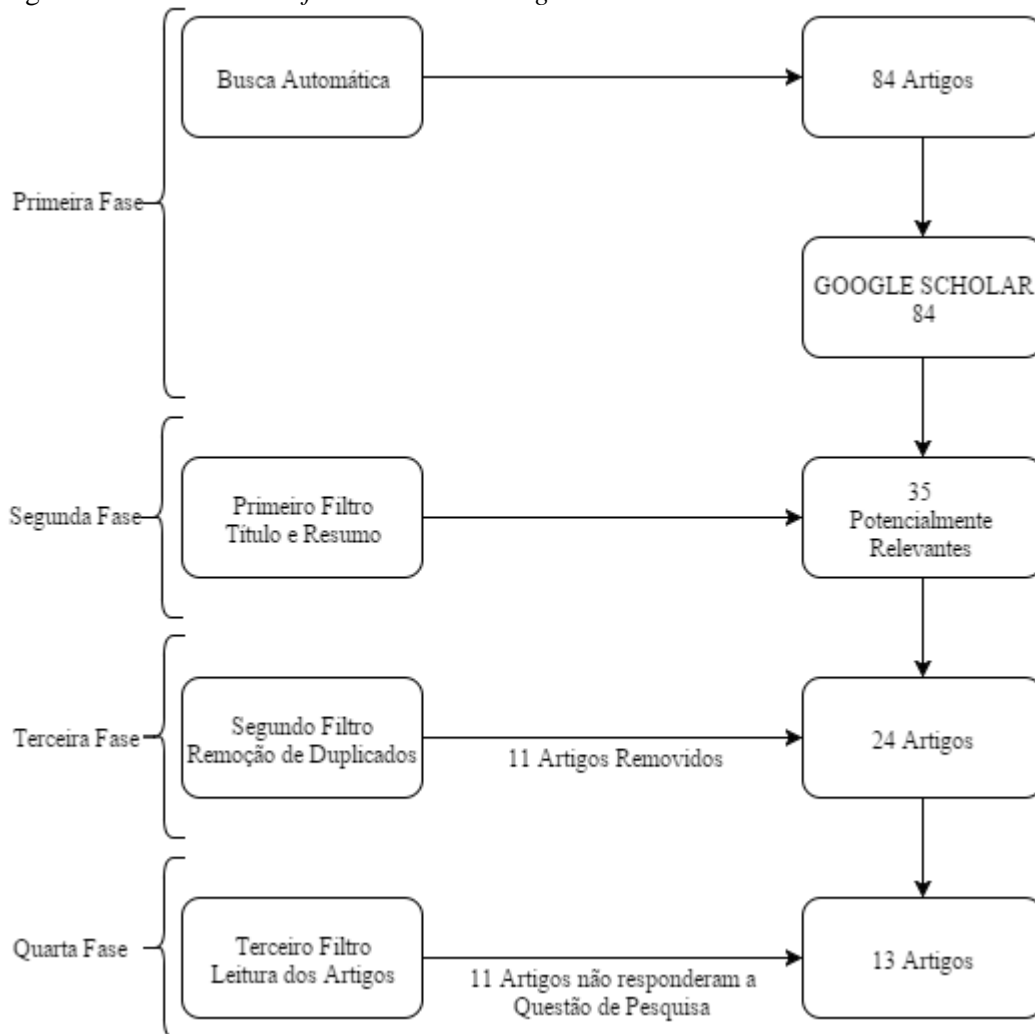 Busca Automática
84 Artigos
Primeira Fase
GOOGLE SCHOLAR
84
Segunda Fase
Primeiro Filtro
Título e Resumo
35
Potencialmente
Relevantes
Terceira Fase
Segundo Filtro
Remoção de Duplicados
11 Artigos Removidos
24 Artigos
Quarta Fase
Terceiro Filtro
Leitura dos Artigos
11 Artigos não responderam a
Questão de Pesquisa
13 Artigos